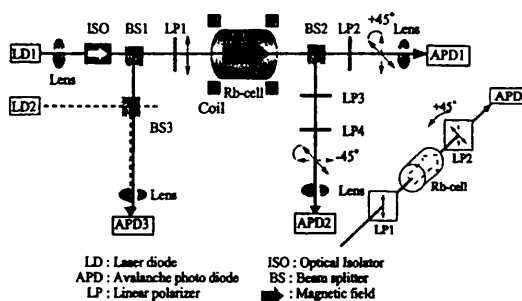 LD1
Lens
ISO
BS1
LP1
Rb-cell
Coil
BS2
LP2
+45°
Lens
APD1
LD2
BS3
LP3
LP4
-45°
Lens
APD3
Lens
APD2
+45°
APD
LP2
Rb-cell
LP1
LD : Laser diode
ISO : Optical Isolator
APD : Avalanche photo diode
BS : Beam splitter
LP : Linear polarizer
: Magnetic field